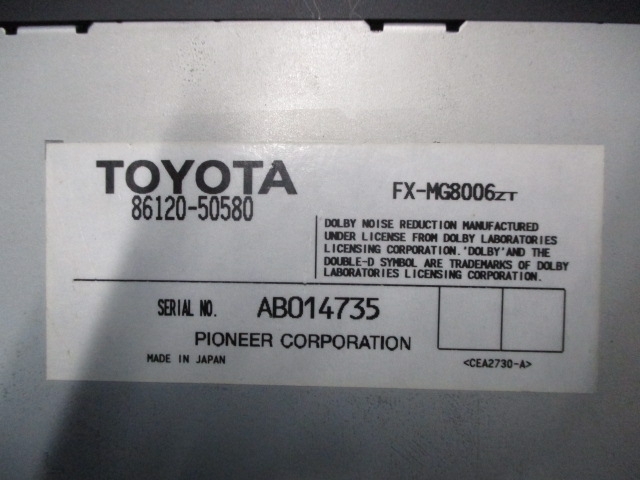 TOYOTA
86120-50580
FX-MG8006ZT
DOLBY NOISE REDUCTION MANUFACTURED
UNDER LICENSE FROM DOLBY LABORATORIES
LICENSING CORPORATION.'DOLBY'AND THE
DOUBLE-D SYMBOL ARE TRADEMARKS OF DOLBY
LABORATORIES LICENSING CORPORATION.
SERIAL NO. AB014735
PIONEER CORPORATION
MADE IN JAPAN
<CEA2730-A>